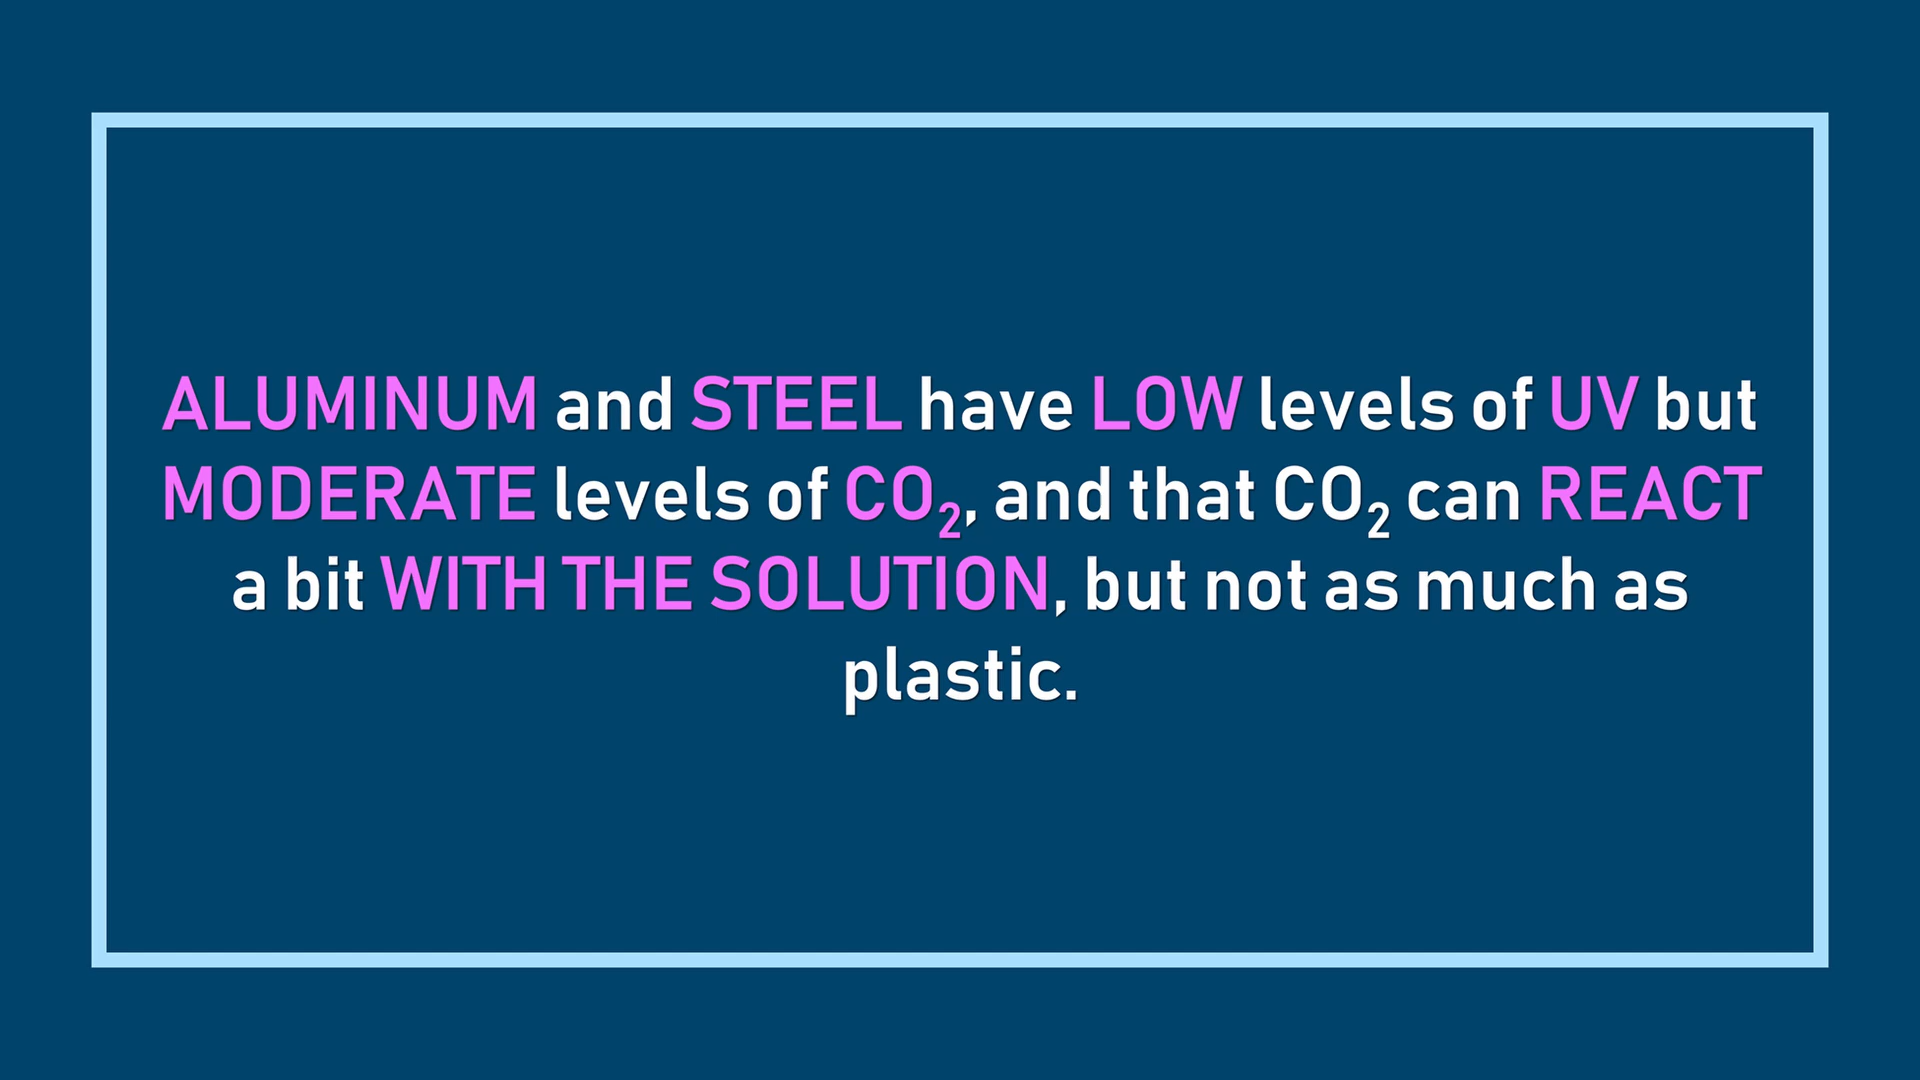 ALUMINUM and STEEL have LOW levels of UV but
MODERATE levels of CO₂, and that CO₂ can REACT
a bit WITH THE SOLUTION, but not as much as
plastic.